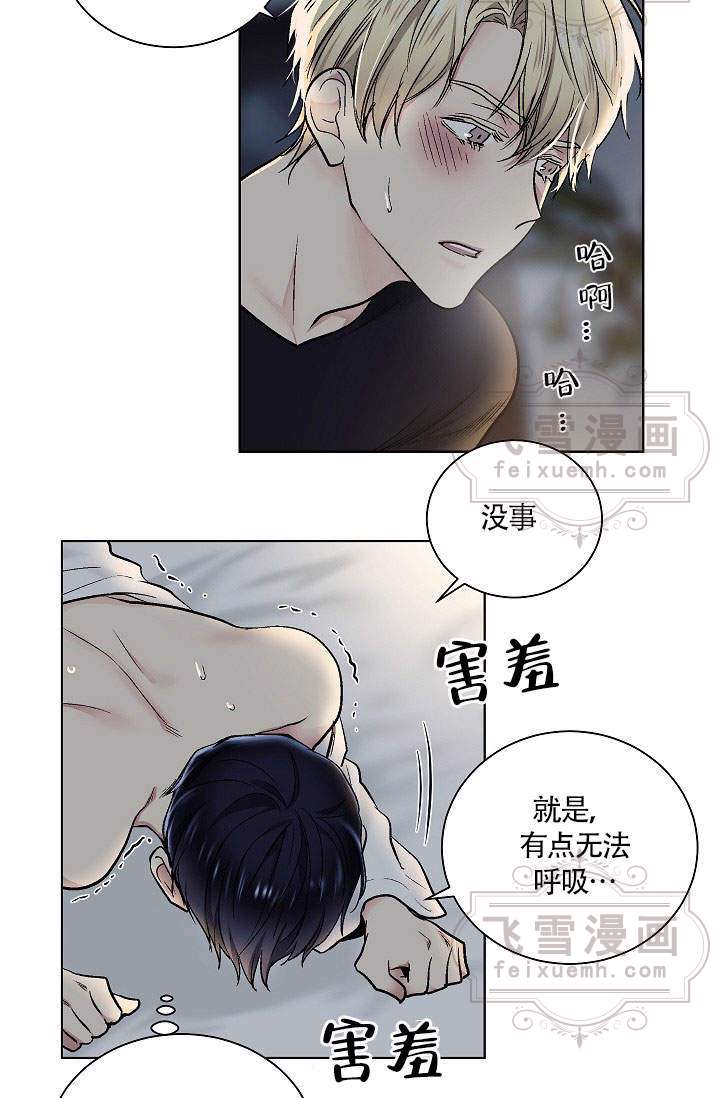 哈
啊
…
哈
…
飞雪漫画
feixuemh.com
没事
害羞
就是,
有点无法
呼吸…
飞雪漫画
feixuemh.com
害羞